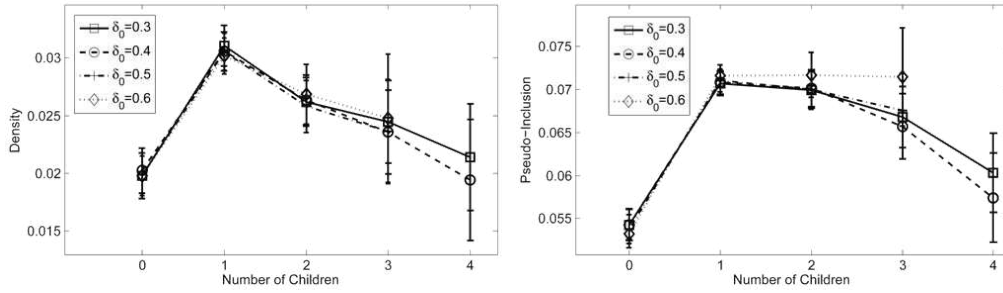 δ₀=0.3
δ₀=0.4
δ₀=0.5
δ₀=0.6
Density
0.03
0.025
0.02
0.015
0 1 2 3 4
Number of Children
δ₀=0.3
δ₀=0.4
δ₀=0.5
δ₀=0.6
Pseudo-Inclusion
0.075
0.07
0.065
0.06
0.055
0 1 2 3 4
Number of Children